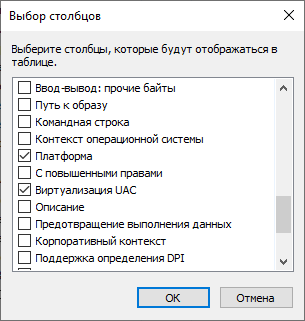 Выбор столбцов
Выберите столбцы, которые будут отображаться в
таблице.
Ввод-вывод: прочие байты
Путь к образу
Командная строка
Контекст операционной системы
Платформа
С повышенными правами
Виртуализация UAC
Описание
Предотвращение выполнения данных
Корпоративный контекст
Поддержка определения DPI
ОК
Отмена